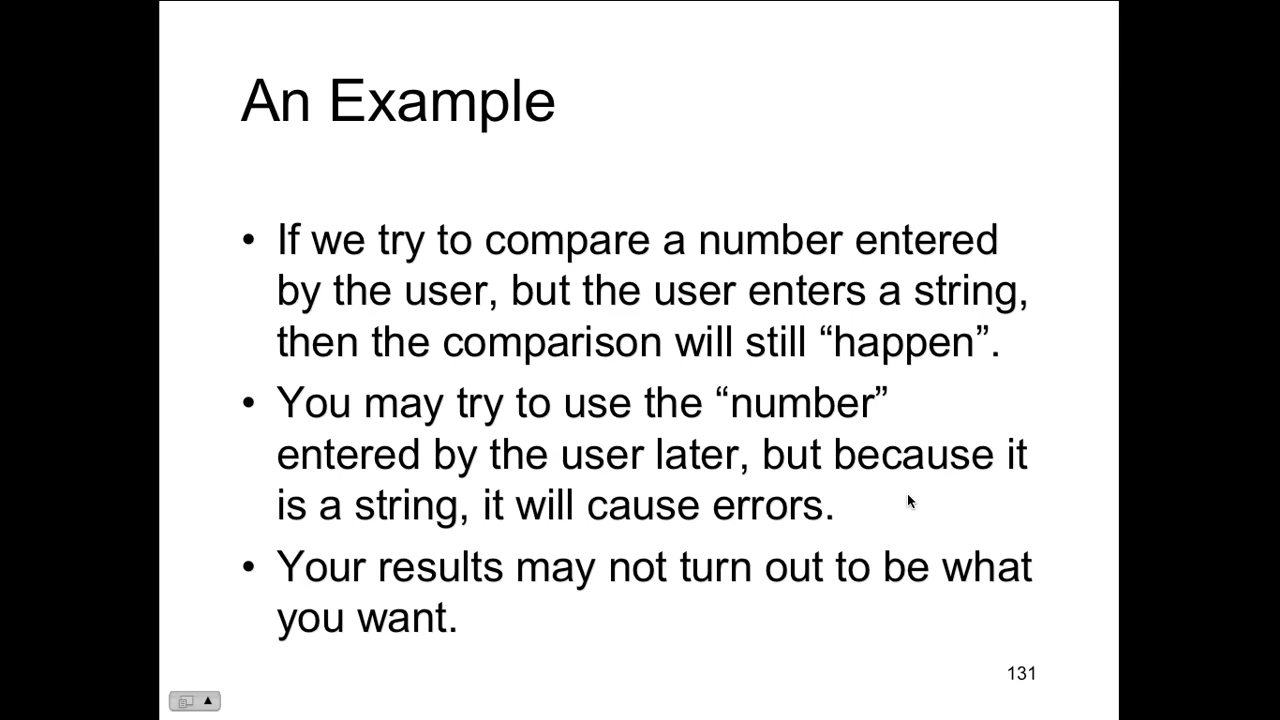 An Example
• If we try to compare a number entered
by the user, but the user enters a string,
then the comparison will still “happen”.
• You may try to use the “number”
entered by the user later, but because it
is a string, it will cause errors.
• Your results may not turn out to be what
you want.
131